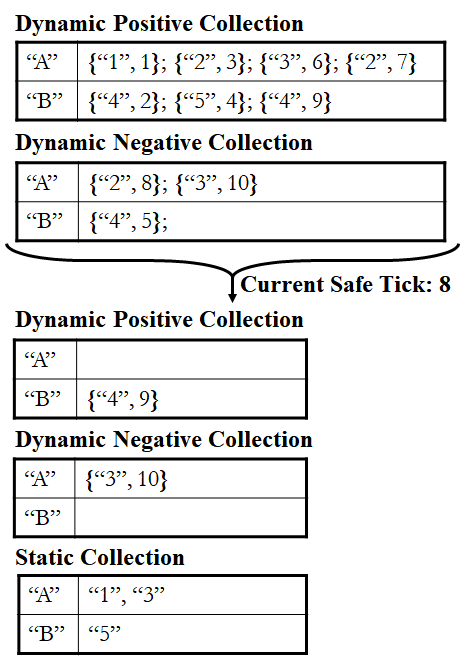 Dynamic Positive Collection
“A” {“1”, 1}; {“2”, 3}; {“3”, 6}; {“2”, 7}
“B” {“4”, 2}; {“5”, 4}; {“4”, 9}
Dynamic Negative Collection
“A” {“2”, 8}; {“3”, 10}
“B” {“4”, 5};
Current Safe Tick: 8
Dynamic Positive Collection
“A”
“B” {“4”, 9}
Dynamic Negative Collection
“A” {“3”, 10}
“B”
Static Collection
“A” “1”, “3”
“B” “5”